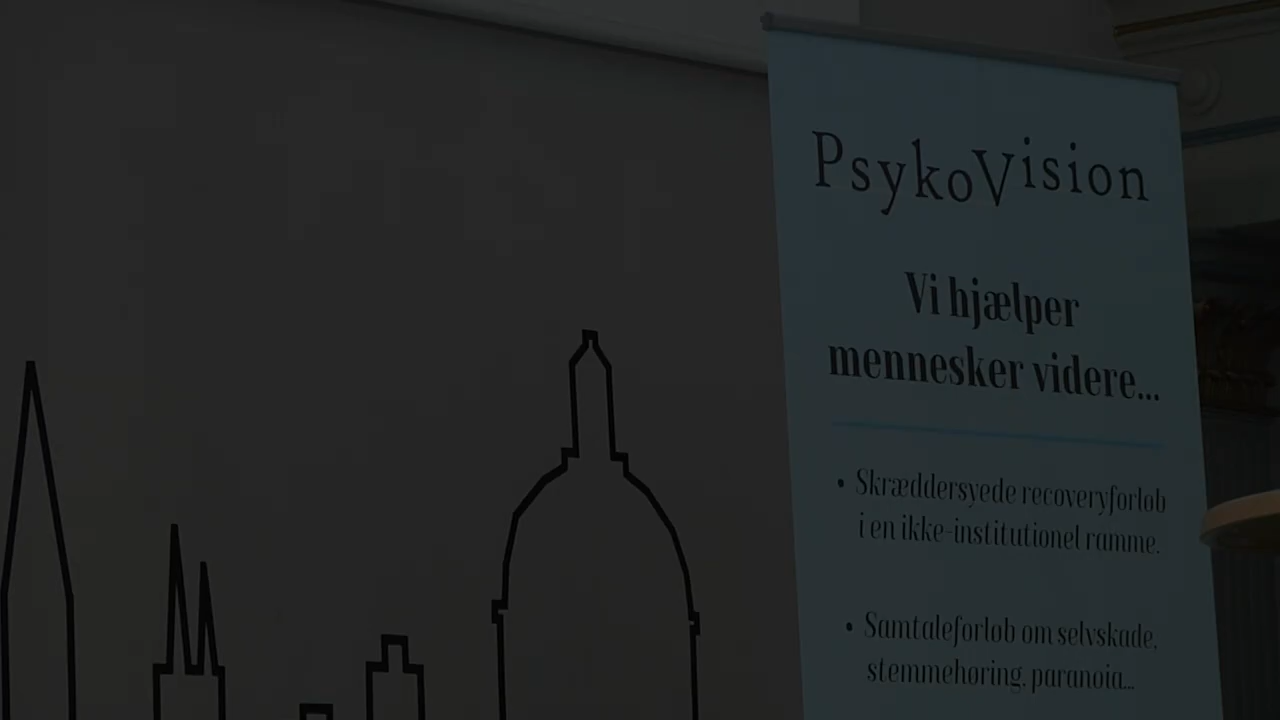 PsykoVision
Vi hjælper
mennesker videre...
• Skræddersyede recoveryforløb
i en ikke-institutionel ramme.
• Samtaleforløb om selvskade,
stemmehøring, paranoia...